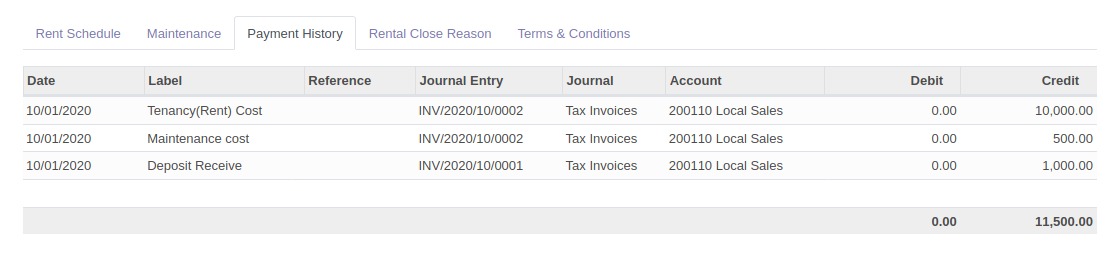 Rent Schedule Maintenance Payment History Rental Close Reason Terms & Conditions
Date Label Reference Journal Entry Journal Account Debit Credit
10/01/2020 Tenancy(Rent) Cost INV/2020/10/0002 Tax Invoices 200110 Local Sales 0.00 10,000.00
10/01/2020 Maintenance cost INV/2020/10/0002 Tax Invoices 200110 Local Sales 0.00 500.00
10/01/2020 Deposit Receive INV/2020/10/0001 Tax Invoices 200110 Local Sales 0.00 1,000.00
0.00 11,500.00